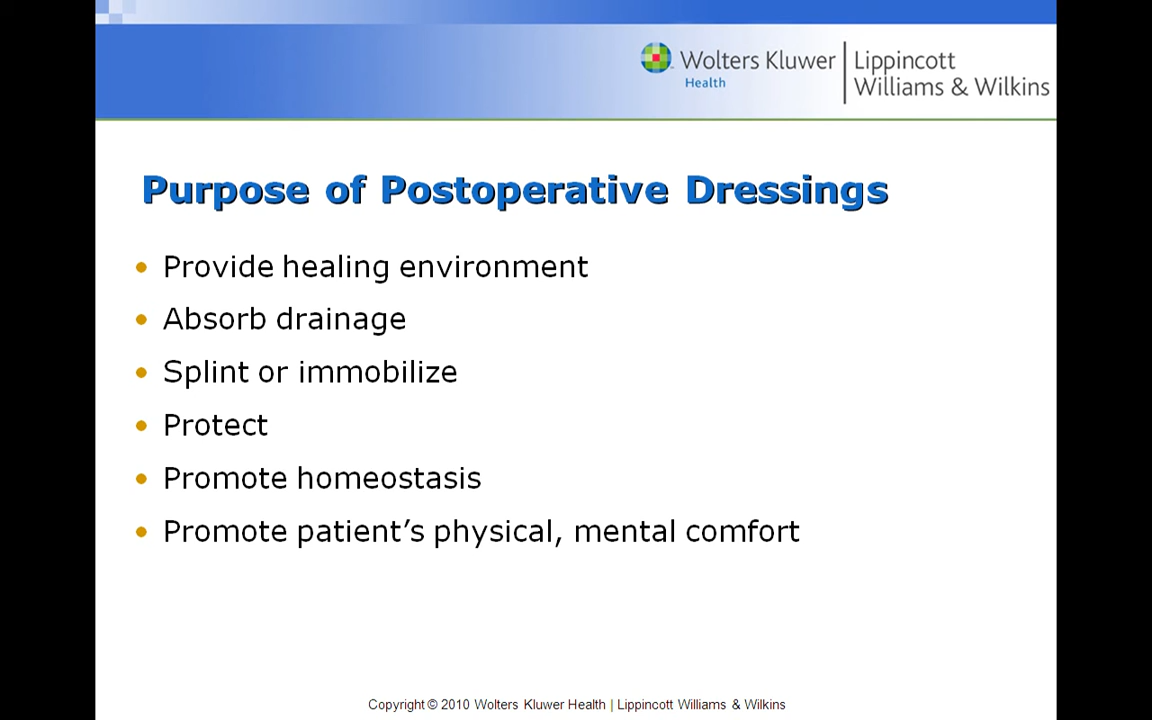 Wolters Kluwer
Health
Lippincott
Williams & Wilkins
Purpose of Postoperative Dressings
• Provide healing environment
• Absorb drainage
• Splint or immobilize
• Protect
• Promote homeostasis
• Promote patient’s physical, mental comfort
Copyright © 2010 Wolters Kluwer Health | Lippincott Williams & Wilkins